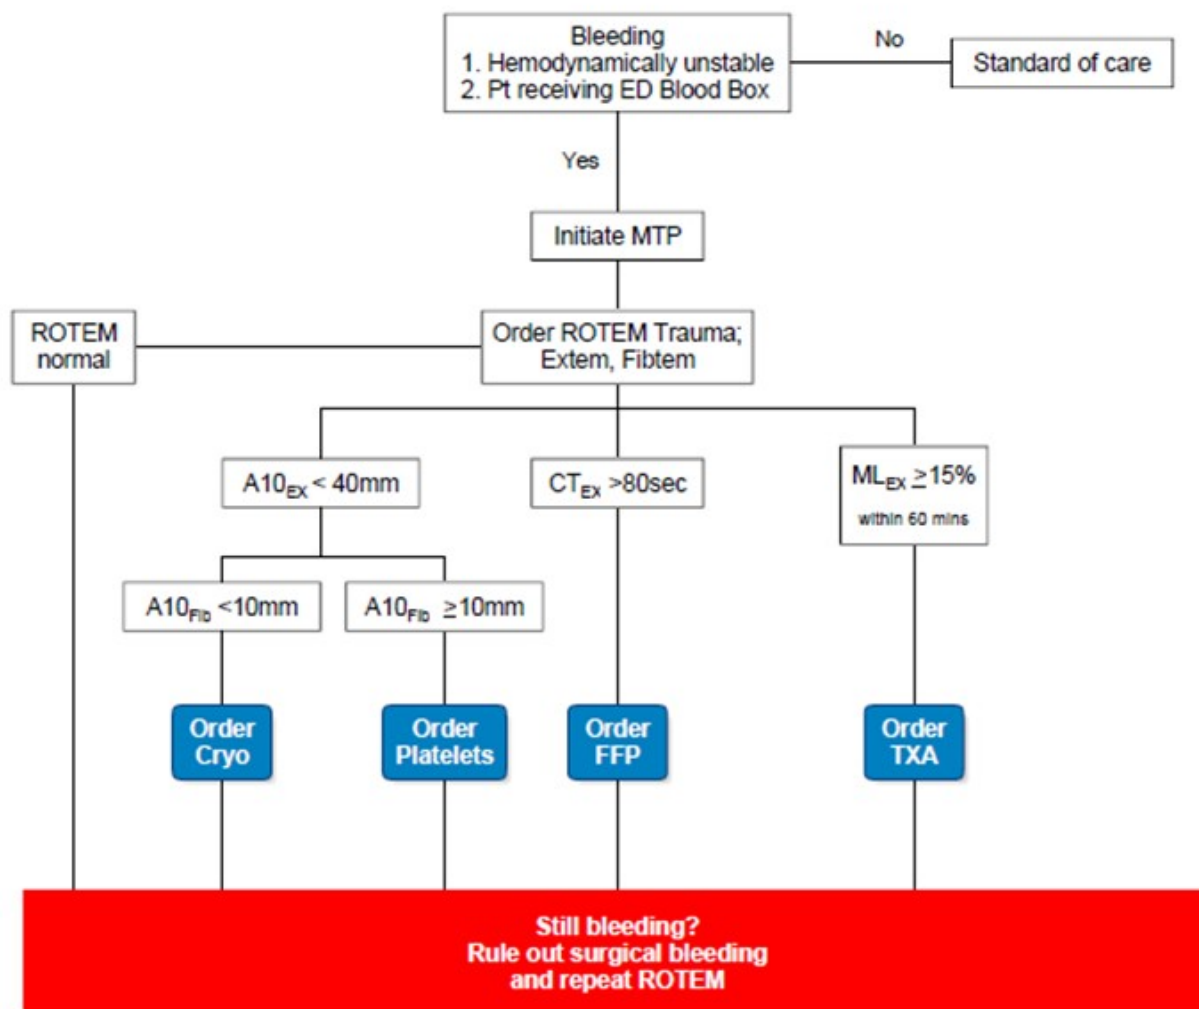 Bleeding
1. Hemodynamically unstable
2. Pt receiving ED Blood Box
No
Standard of care
Yes
Initiate MTP
ROTEM
normal
Order ROTEM Trauma;
Extem, Fibtem
A10EX < 40mm
CTEX >80sec
MLEX ≥15%
within 60 mins
A10Fib <10mm
A10Fib ≥10mm
Order
Cryo
Order
Platelets
Order
FFP
Order
TXA
Still bleeding?
Rule out surgical bleeding
and repeat ROTEM